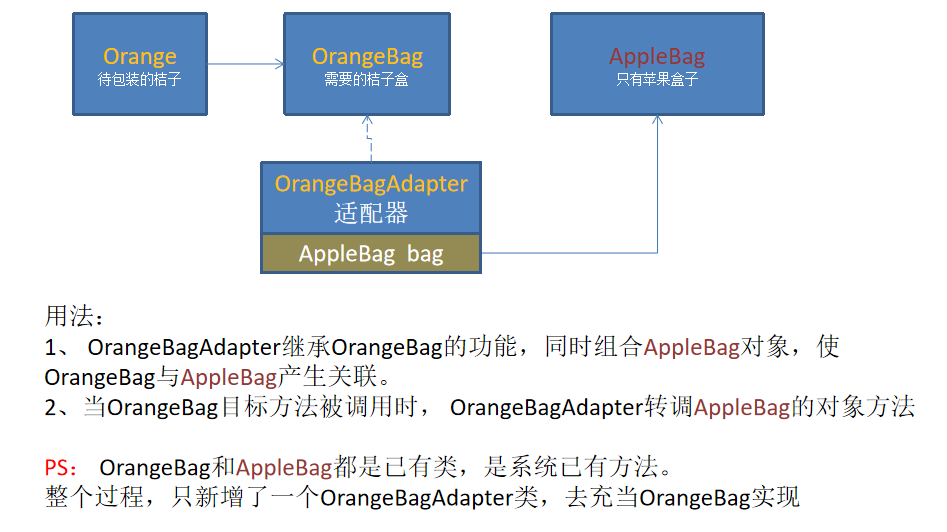 Orange
待包装的桔子
OrangeBag
需要的桔子盒
AppleBag
只有苹果盒子
OrangeBagAdapter
适配器
AppleBag bag
用法：
1、 OrangeBagAdapter继承OrangeBag的功能，同时组合AppleBag对象，使
OrangeBag与AppleBag产生关联。
2、当OrangeBag目标方法被调用时， OrangeBagAdapter转调AppleBag的对象方法
PS： OrangeBag和AppleBag都是已有类，是系统已有方法。
整个过程，只新增了一个OrangeBagAdapter类，去充当OrangeBag实现